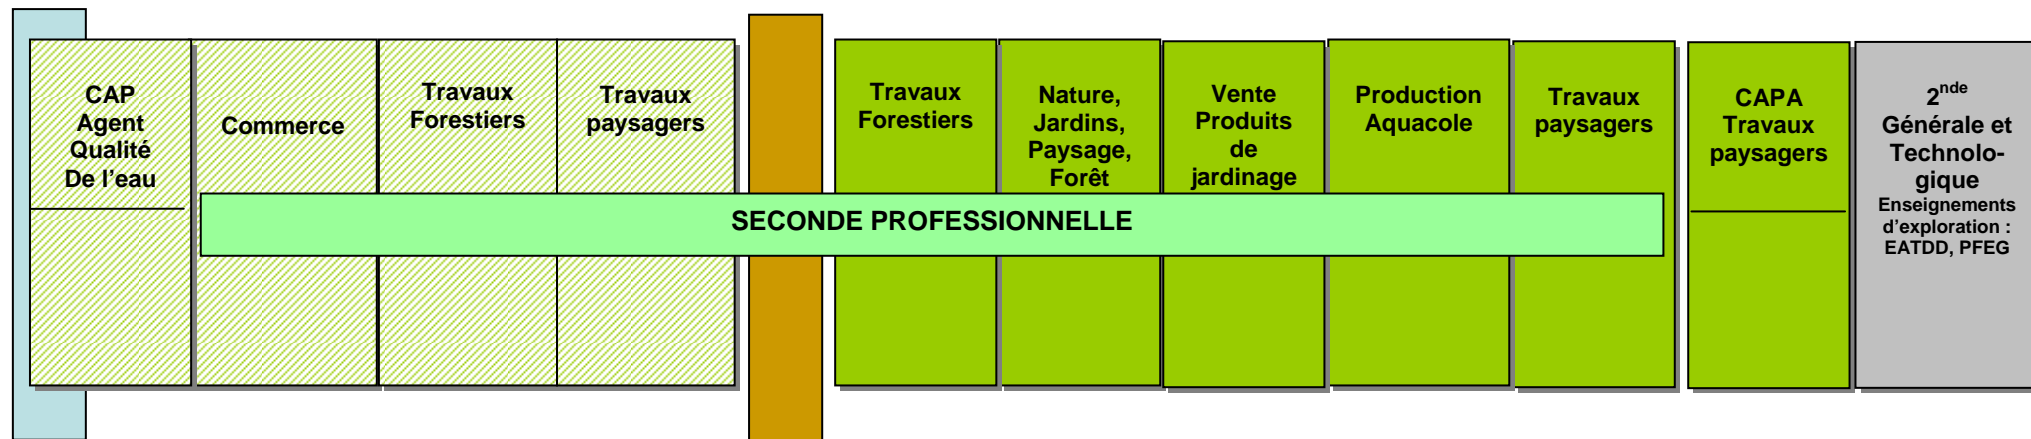 CAP
Agent
Qualité
De l'eau
Commerce
Travaux
Forestiers
Travaux
paysagers
Travaux
Forestiers
Nature,
Jardins,
Paysage,
Forêt
Vente
Produits
de
jardinage
Production
Aquacole
Travaux
paysagers
CAPA
Travaux
paysagers
2nde
Générale et
Technolo-
gique
Enseignements
d'exploration :
EATDD, PFEG
SECONDE PROFESSIONNELLE